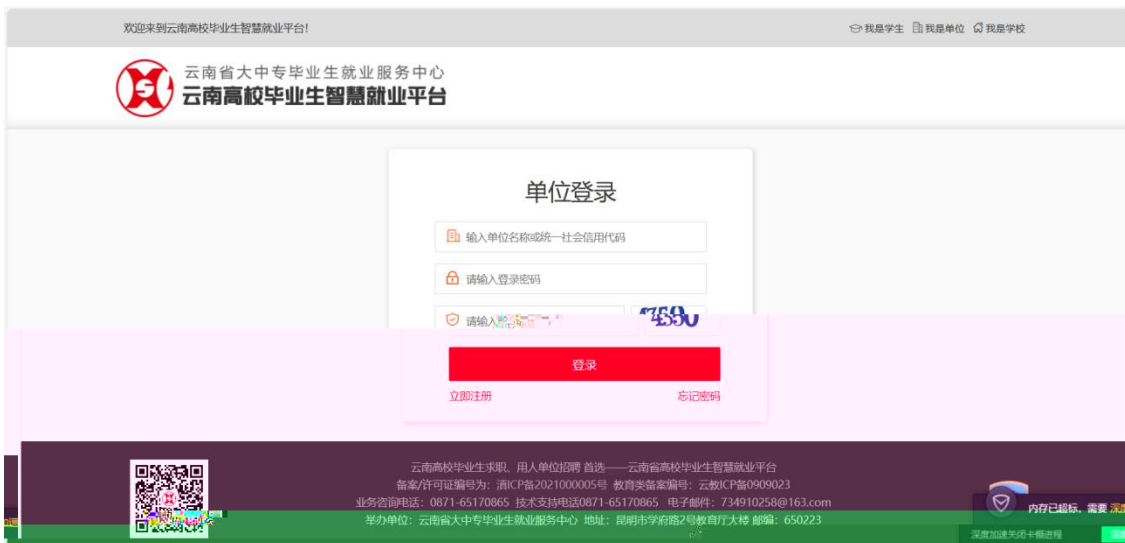 欢迎来到云南高校毕业生智慧就业平台!
我是学生 我是单位 我是学校
云南省大中专毕业生就业服务中心
云南高校毕业生智慧就业平台
单位登录
输入单位名称或统一社会信用代码
请输入登录密码
请输入
登录
立即注册 忘记密码
云南高校毕业生求职、用人单位招聘 首选——云南省高校毕业生智慧就业平台
备案/许可证编号为：滇ICP备2021000005号 教育类备案编号：云教ICP备0909023
业务咨询电话：0871-65170865 技术支持电话0871-65170865 电子邮件：734910258@163.com
举办单位：云南省大中专毕业生就业服务中心 地址：昆明市学府路2号教育厅大楼 邮编：650223
内存已超标，需要
深度加速关闭卡慢进程